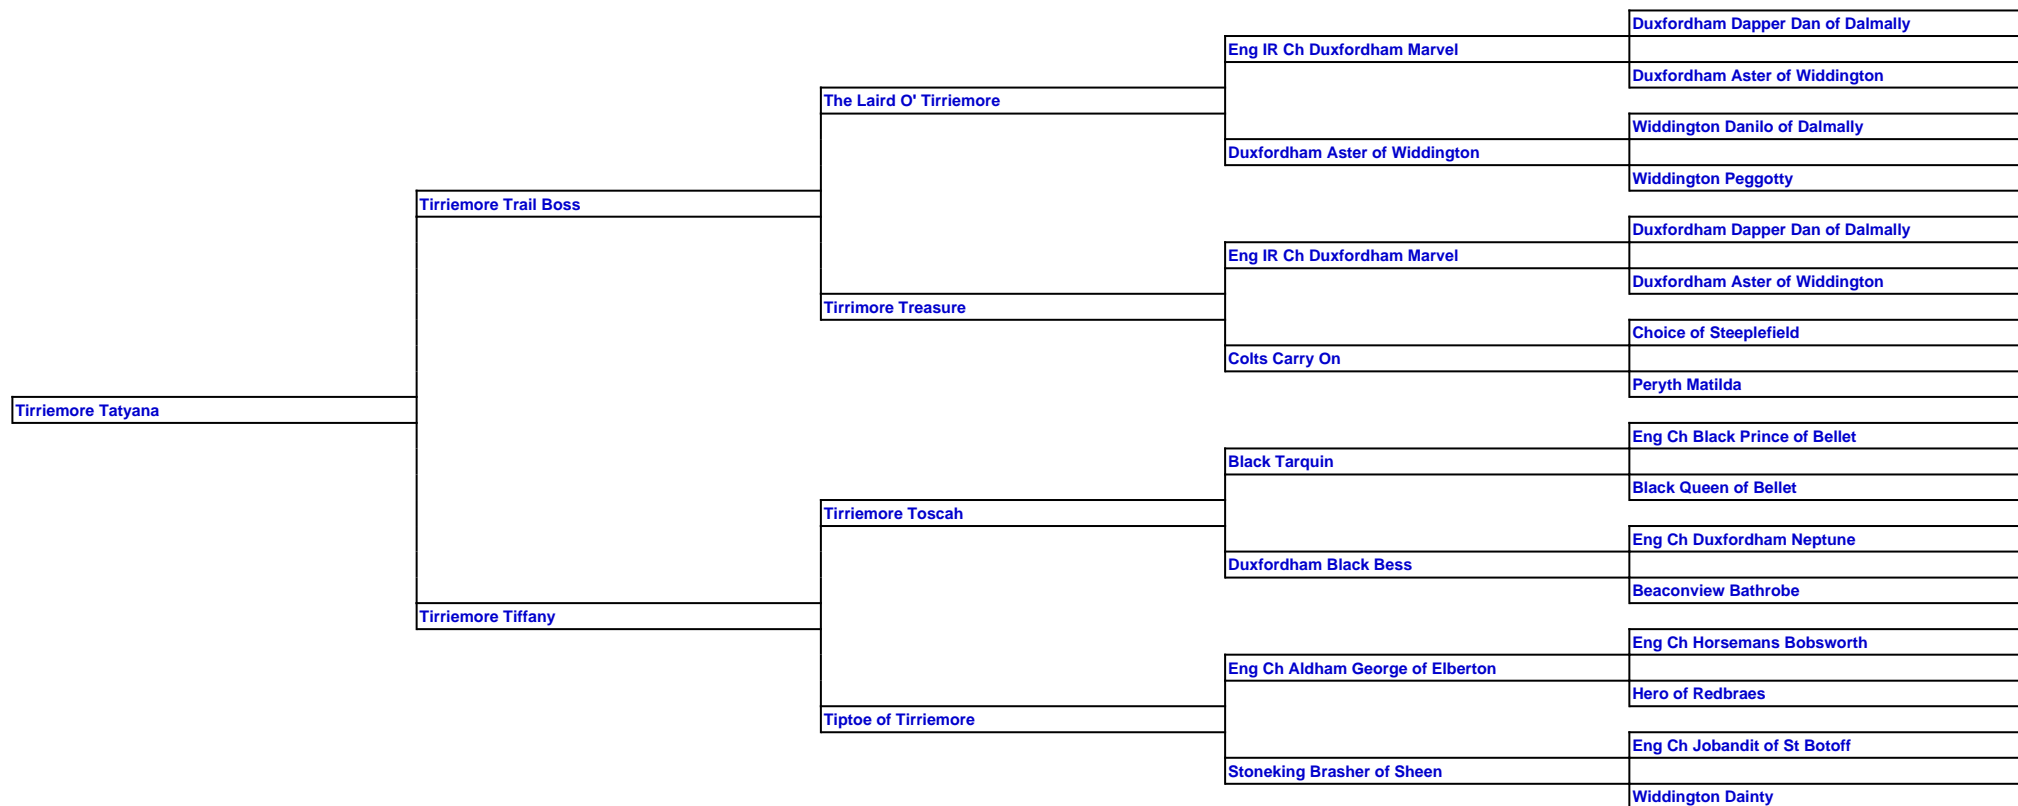 Duxfordham Dapper Dan of Dalmally
Eng IR Ch Duxfordham Marvel
Duxfordham Aster of Widdington
The Laird O' Tirriemore
Widdington Danilo of Dalmally
Duxfordham Aster of Widdington
Widdington Peggotty
Tirriemore Trail Boss
Duxfordham Dapper Dan of Dalmally
Eng IR Ch Duxfordham Marvel
Duxfordham Aster of Widdington
Tirrimore Treasure
Choice of Steeplefield
Colts Carry On
Peryth Matilda
Tirriemore Tatyana
Eng Ch Black Prince of Bellet
Black Tarquin
Black Queen of Bellet
Tirriemore Toscah
Eng Ch Duxfordham Neptune
Duxfordham Black Bess
Beaconview Bathrobe
Tirriemore Tiffany
Eng Ch Horsemans Bobsworth
Eng Ch Aldham George of Elberton
Hero of Redbraes
Tiptoe of Tirriemore
Eng Ch Jobandit of St Botoff
Stoneking Brasher of Sheen
Widdington Dainty